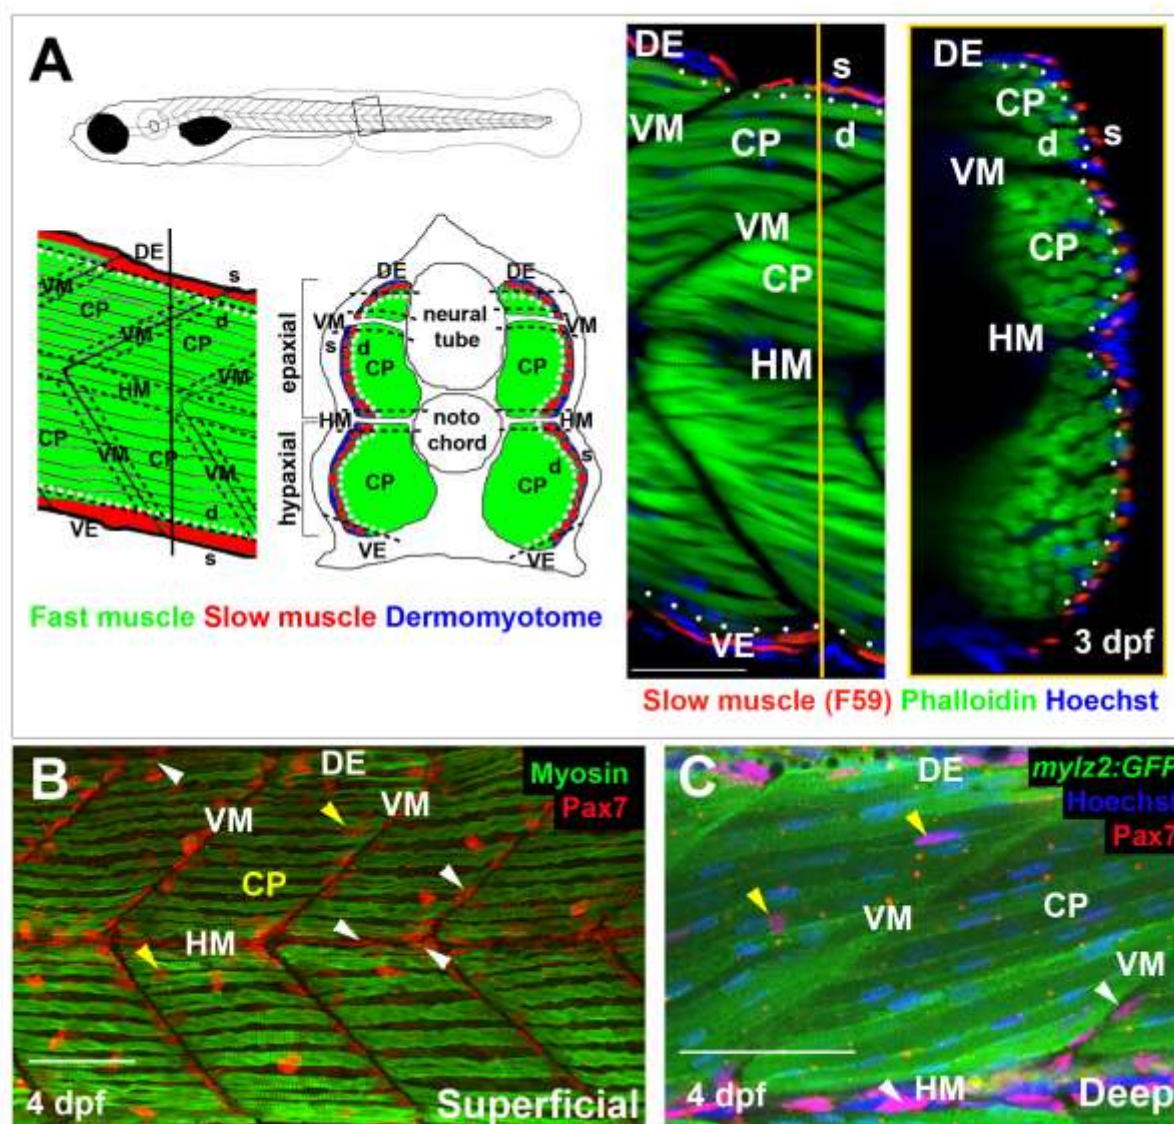 A
DE
s
VM
CP
d
VM
CP
VM
HM
CP
VM
CP
VM
d
VE
s
epaxial
hypaxial
DE
DE
neural
tube
VM
VM
s
d
CP
CP
HM
HM
noto
chord
s
d
CP
CP
VE
VE
Fast muscle Slow muscle Dermomyotome
DE
s
VM
CP
d
VM
CP
HM
VE
DE
CP
d
s
VM
CP
HM
3 dpf
Slow muscle (F59) Phalloidin Hoechst
B
DE
Myosin
Pax7
VM
VM
CP
HM
4 dpf
Superficial
C
DE
mylz2:GFP
Hoechst
Pax7
VM
CP
VM
HM
4 dpf
Deep